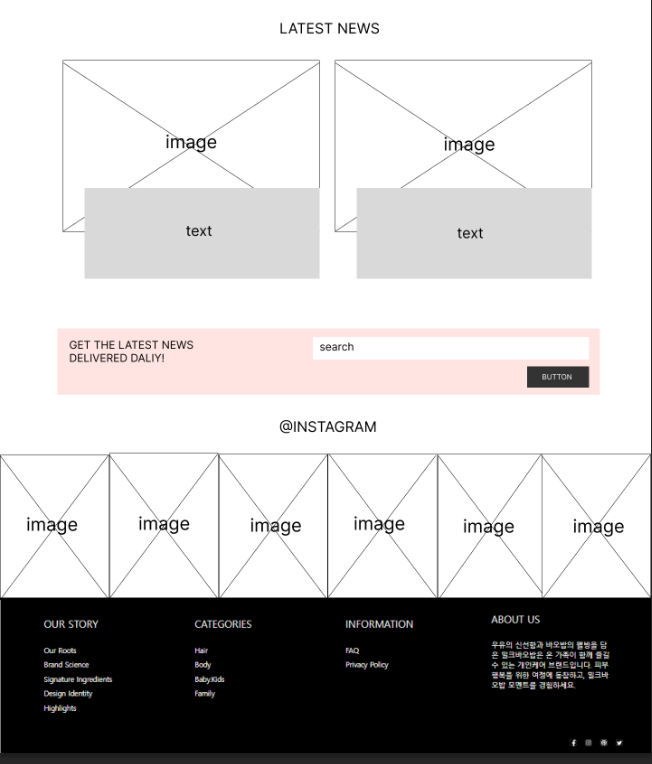 LATEST NEWS
image
image
text
text
GET THE LATEST NEWS
DELIVERED DALIY!
search
BUTTON
@INSTAGRAM
image
image
image
image
image
image
OUR STORY
Our Roots
Brand Science
Signature Ingredients
Design Identity
Highlights
CATEGORIES
Hair
Body
Baby.Kids
Family
INFORMATION
FAQ
Privacy Policy
ABOUT US
우유의 신선함과 바오밥의 웰빙을 담
은 밀크바오밥은 온 가족이 함께 즐길
수 있는 개인케어 브랜드입니다. 피부
행복을 위한 여정에 동참하고, 밀크바
오밥 모멘트를 경험하세요.